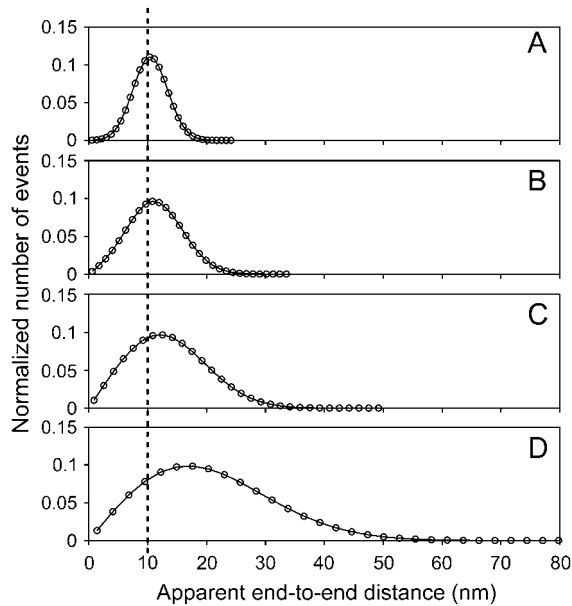 A
0.15
0.1
0.05
0
B
0.15
0.1
0.05
0
C
0.15
0.1
0.05
0
D
0.15
0.1
0.05
0
0 10 20 30 40 50 60 70 80
Normalized number of events
Apparent end-to-end distance (nm)